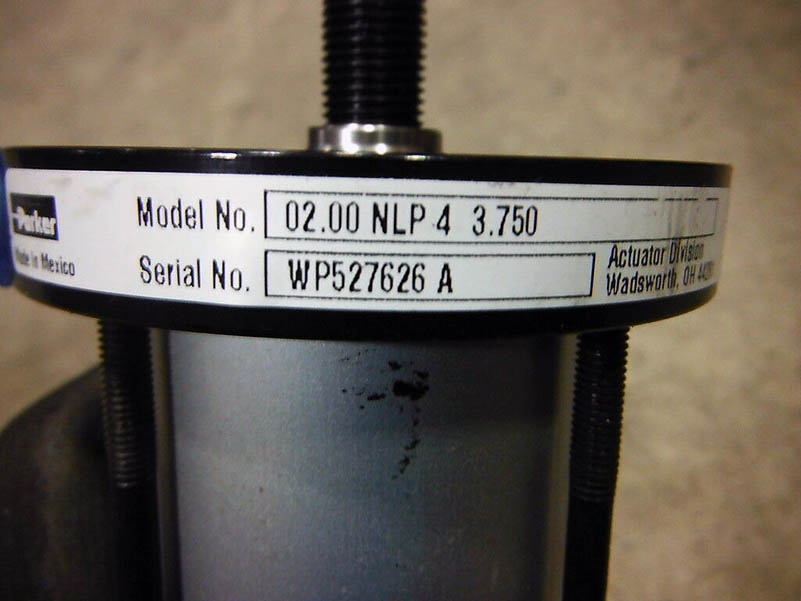 Parker
Made in Mexico
Model No. 02.00 NLP 4 3.750
Serial No. WP527626 A
Actuator Division
Wadsworth, OH